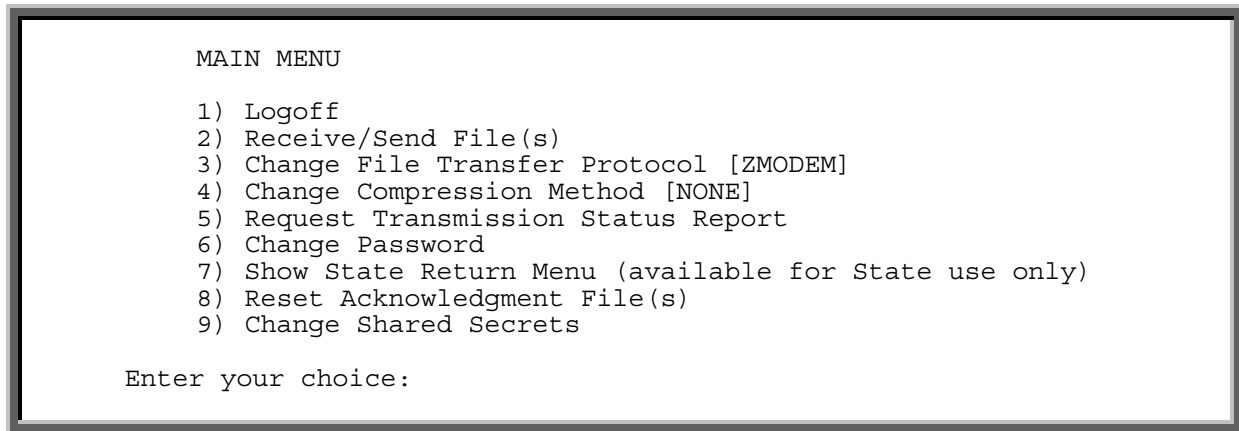 MAIN MENU
1) Logoff
2) Receive/Send File(s)
3) Change File Transfer Protocol [ZMODEM]
4) Change Compression Method [NONE]
5) Request Transmission Status Report
6) Change Password
7) Show State Return Menu (available for State use only)
8) Reset Acknowledgment File(s)
9) Change Shared Secrets
Enter your choice: